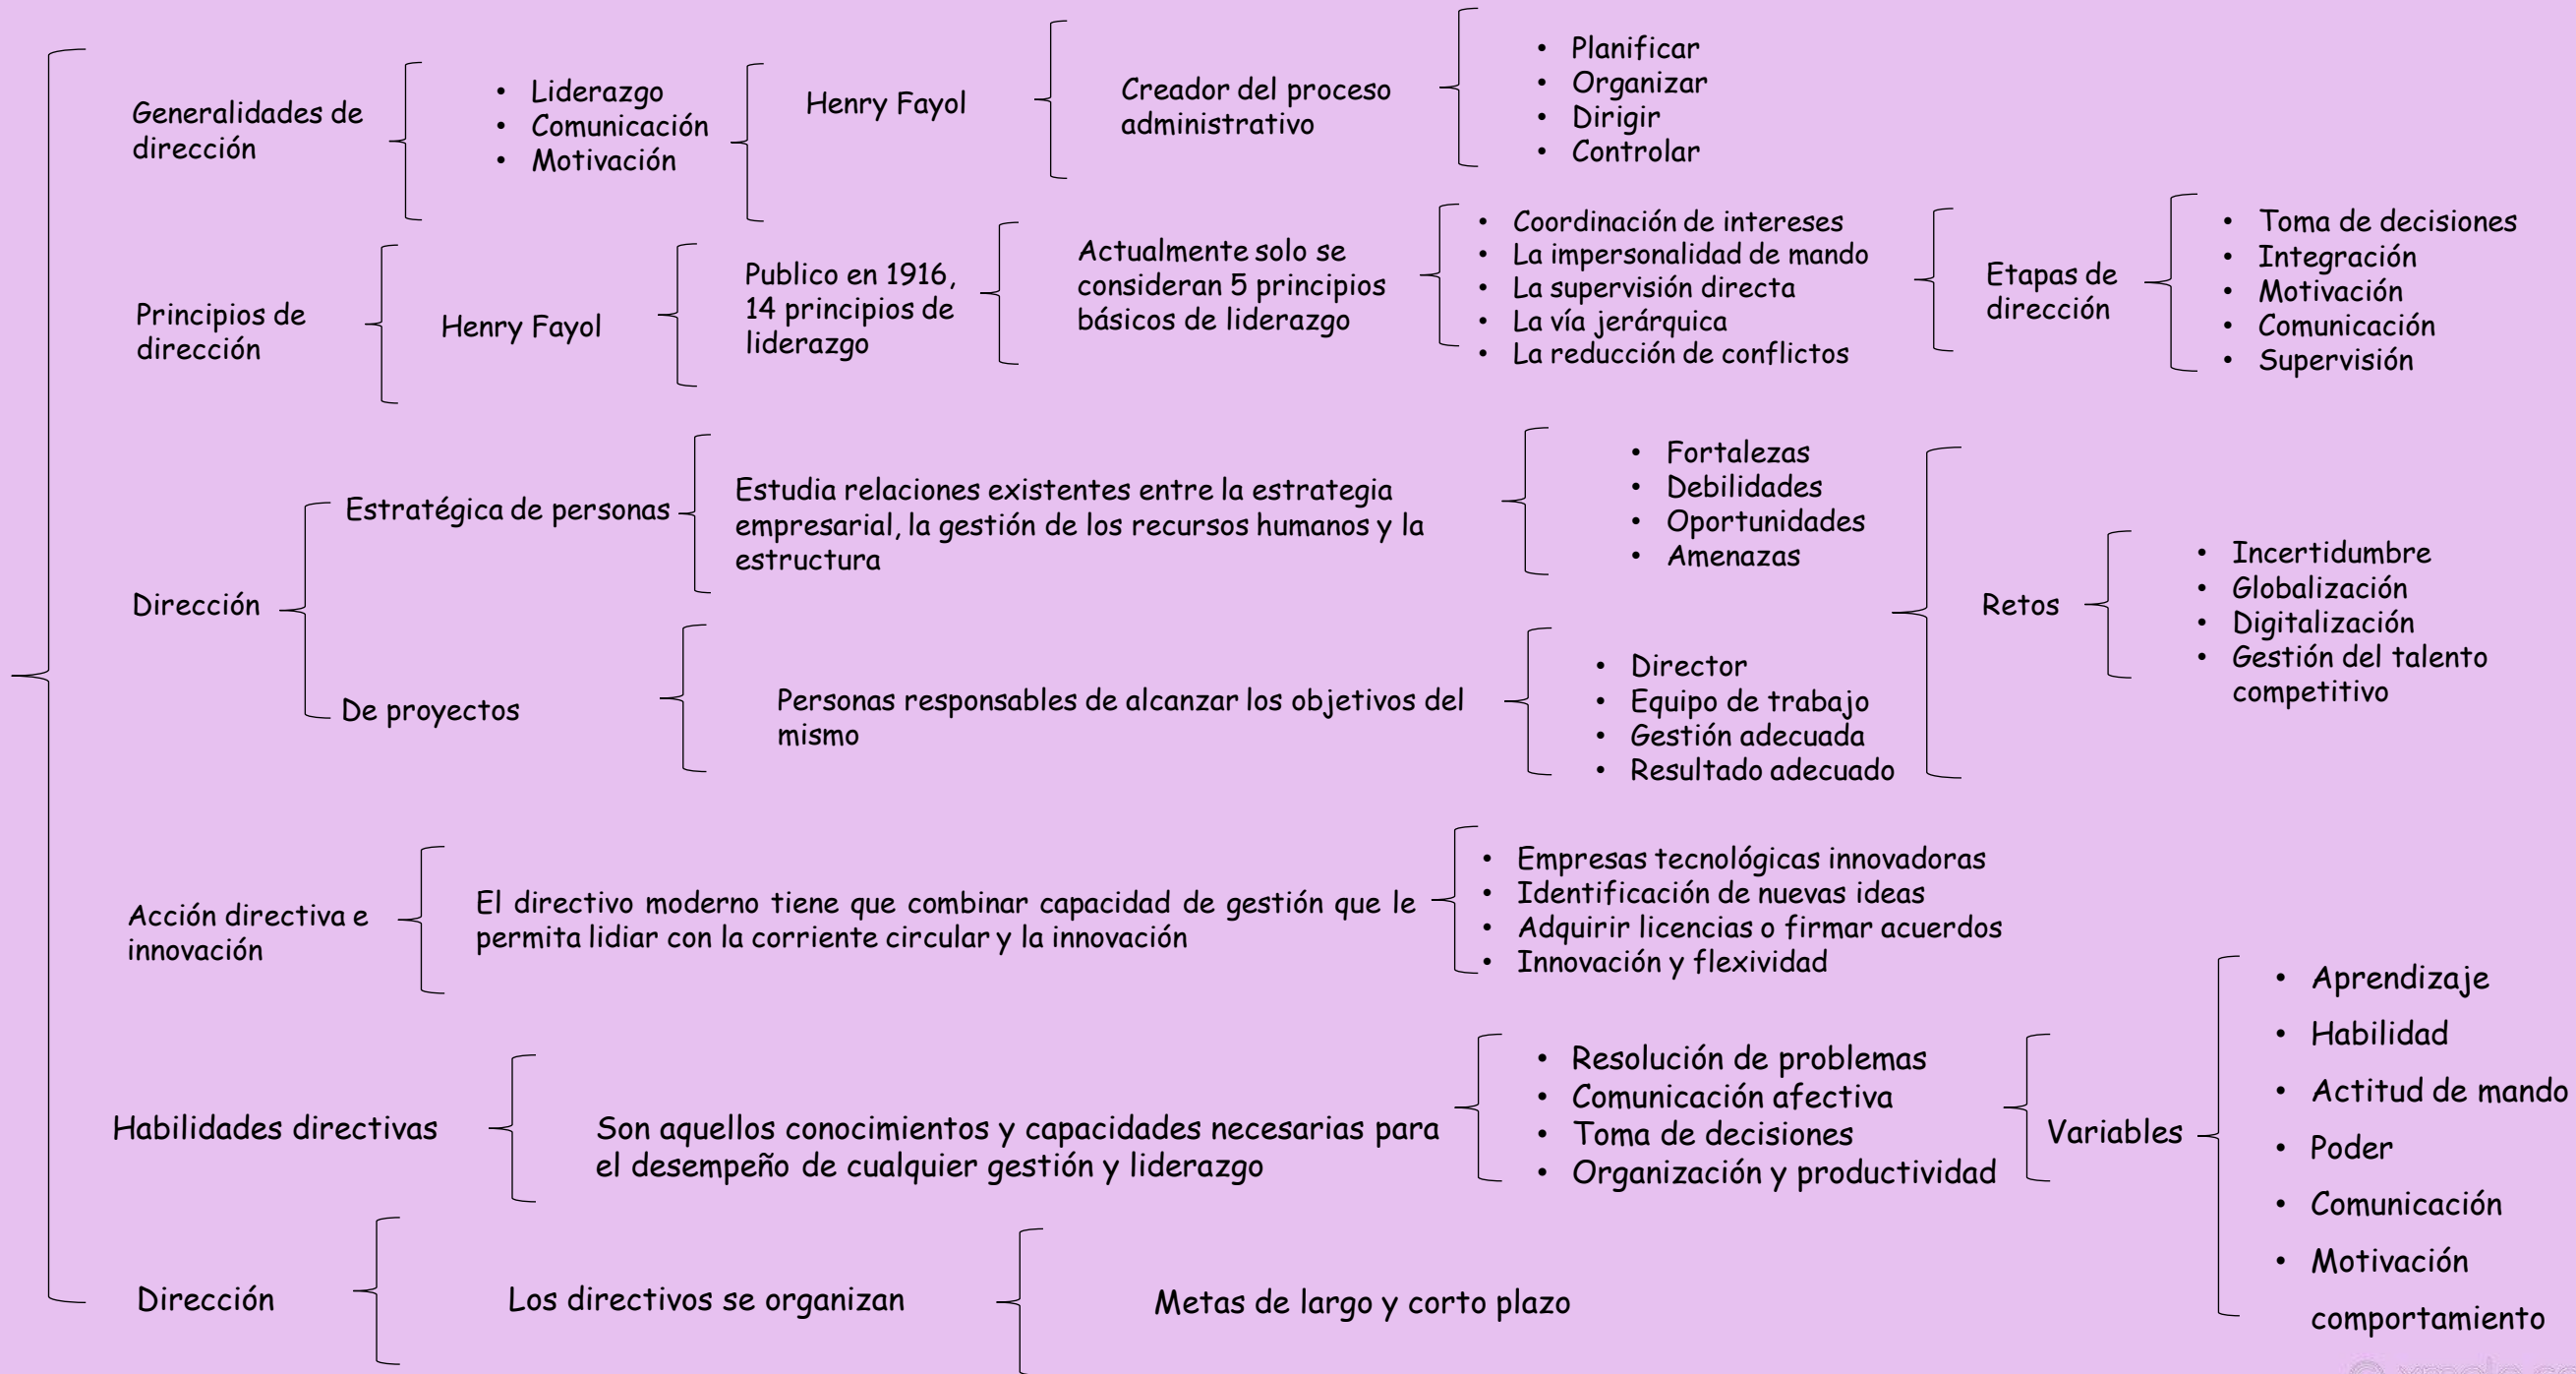 Generalidades de
dirección
• Liderazgo
• Comunicación
• Motivación
Henry Fayol
Creador del proceso
administrativo
• Planificar
• Organizar
• Dirigir
• Controlar
Principios de
dirección
Henry Fayol
Publico en 1916,
14 principios de
liderazgo
Actualmente solo se
consideran 5 principios
básicos de liderazgo
• Coordinación de intereses
• La impersonalidad de mando
• La supervisión directa
• La vía jerárquica
• La reducción de conflictos
Etapas de
dirección
• Toma de decisiones
• Integración
• Motivación
• Comunicación
• Supervisión
Dirección
Estratégica de personas
Estudia relaciones existentes entre la estrategia
empresarial, la gestión de los recursos humanos y la
estructura
• Fortalezas
• Debilidades
• Oportunidades
• Amenazas
De proyectos
Personas responsables de alcanzar los objetivos del
mismo
• Director
• Equipo de trabajo
• Gestión adecuada
• Resultado adecuado
Retos
• Incertidumbre
• Globalización
• Digitalización
• Gestión del talento
competitivo
Acción directiva e
innovación
El directivo moderno tiene que combinar capacidad de gestión que le
permita lidiar con la corriente circular y la innovación
• Empresas tecnológicas innovadoras
• Identificación de nuevas ideas
• Adquirir licencias o firmar acuerdos
• Innovación y flexividad
Habilidades directivas
Son aquellos conocimientos y capacidades necesarias para
el desempeño de cualquier gestión y liderazgo
• Resolución de problemas
• Comunicación afectiva
• Toma de decisiones
• Organización y productividad
Variables
• Aprendizaje
• Habilidad
• Actitud de mando
• Poder
• Comunicación
• Motivación
comportamiento
Dirección
Los directivos se organizan
Metas de largo y corto plazo